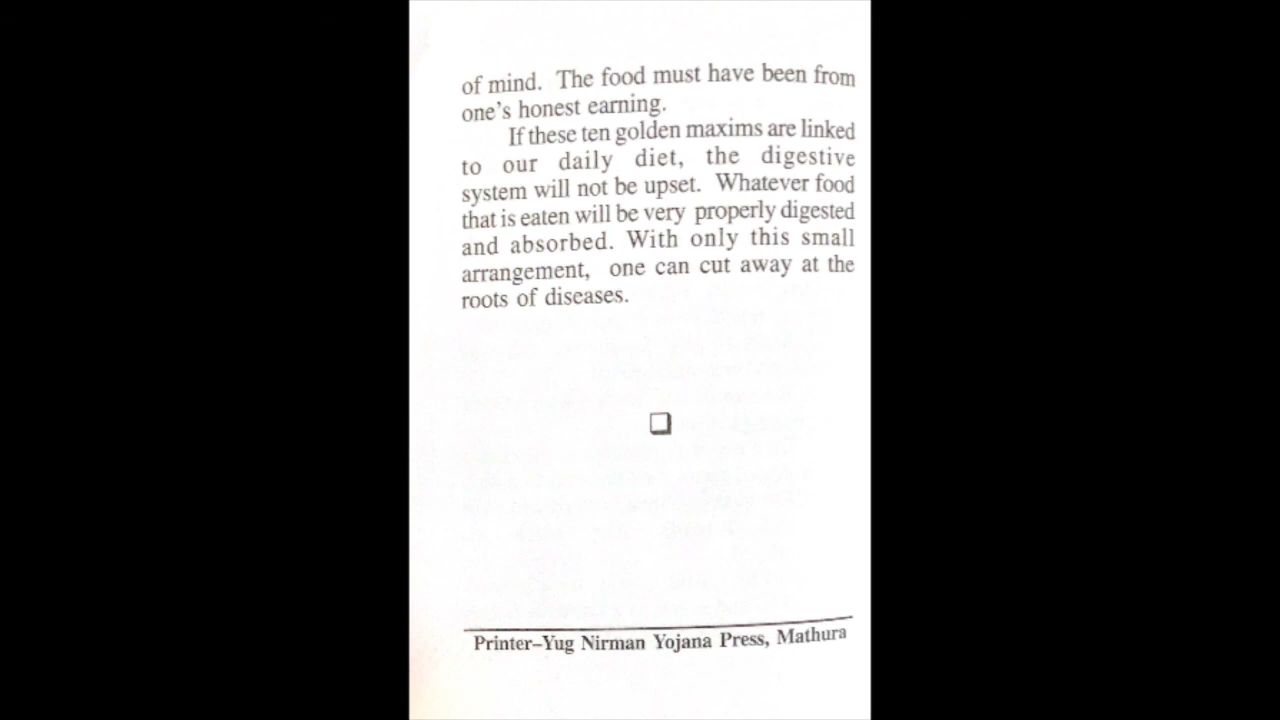 of mind. The food must have been from
one's honest earning.
If these ten golden maxims are linked
to our daily diet, the digestive
system will not be upset. Whatever food
that is eaten will be very properly digested
and absorbed. With only this small
arrangement, one can cut away at the
roots of diseases.
Printer–Yug Nirman Yojana Press, Mathura